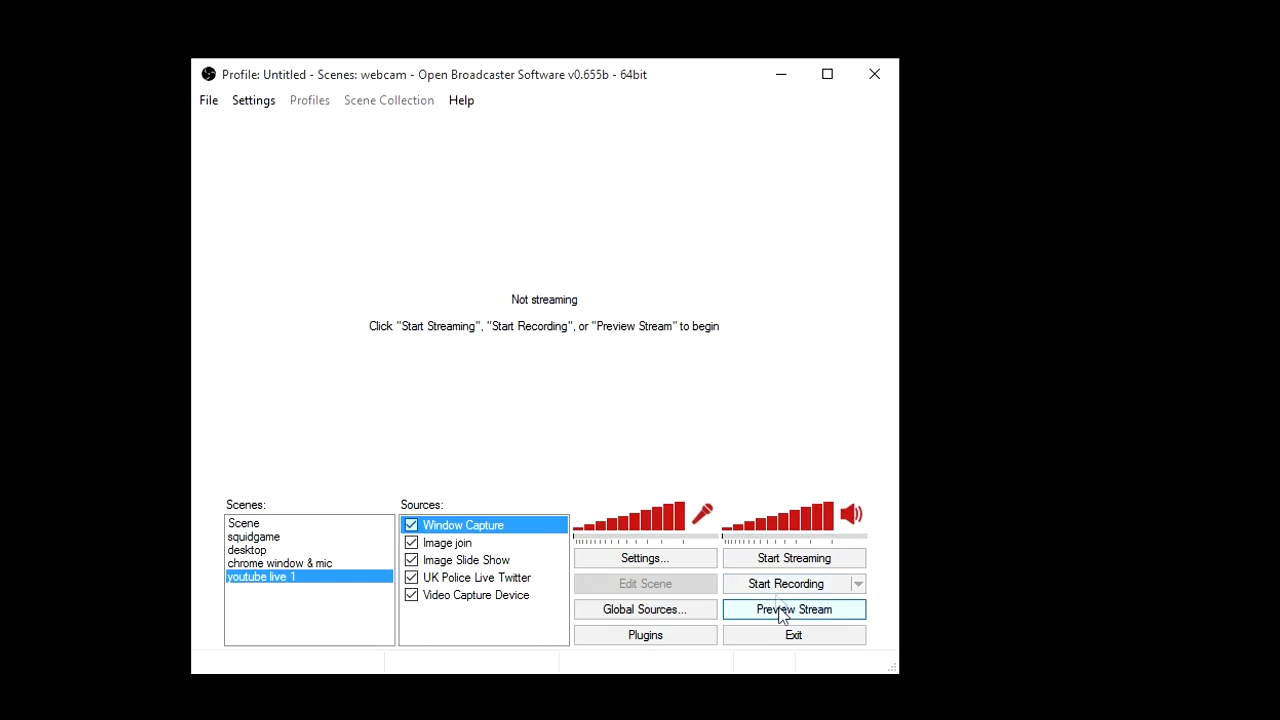 Profile: Untitled - Scenes: webcam - Open Broadcaster Software v0.655b - 64bit
File Settings Profiles Scene Collection Help
Not streaming
Click "Start Streaming", "Start Recording", or "Preview Stream" to begin
Scenes:
Scene
squidgame
desktop
chrome window & mic
youtube live 1
Sources:
Window Capture
Image join
Image Slide Show
UK Police Live Twitter
Video Capture Device
Settings...
Start Streaming
Edit Scene
Start Recording
Global Sources...
Preview Stream
Plugins
Exit